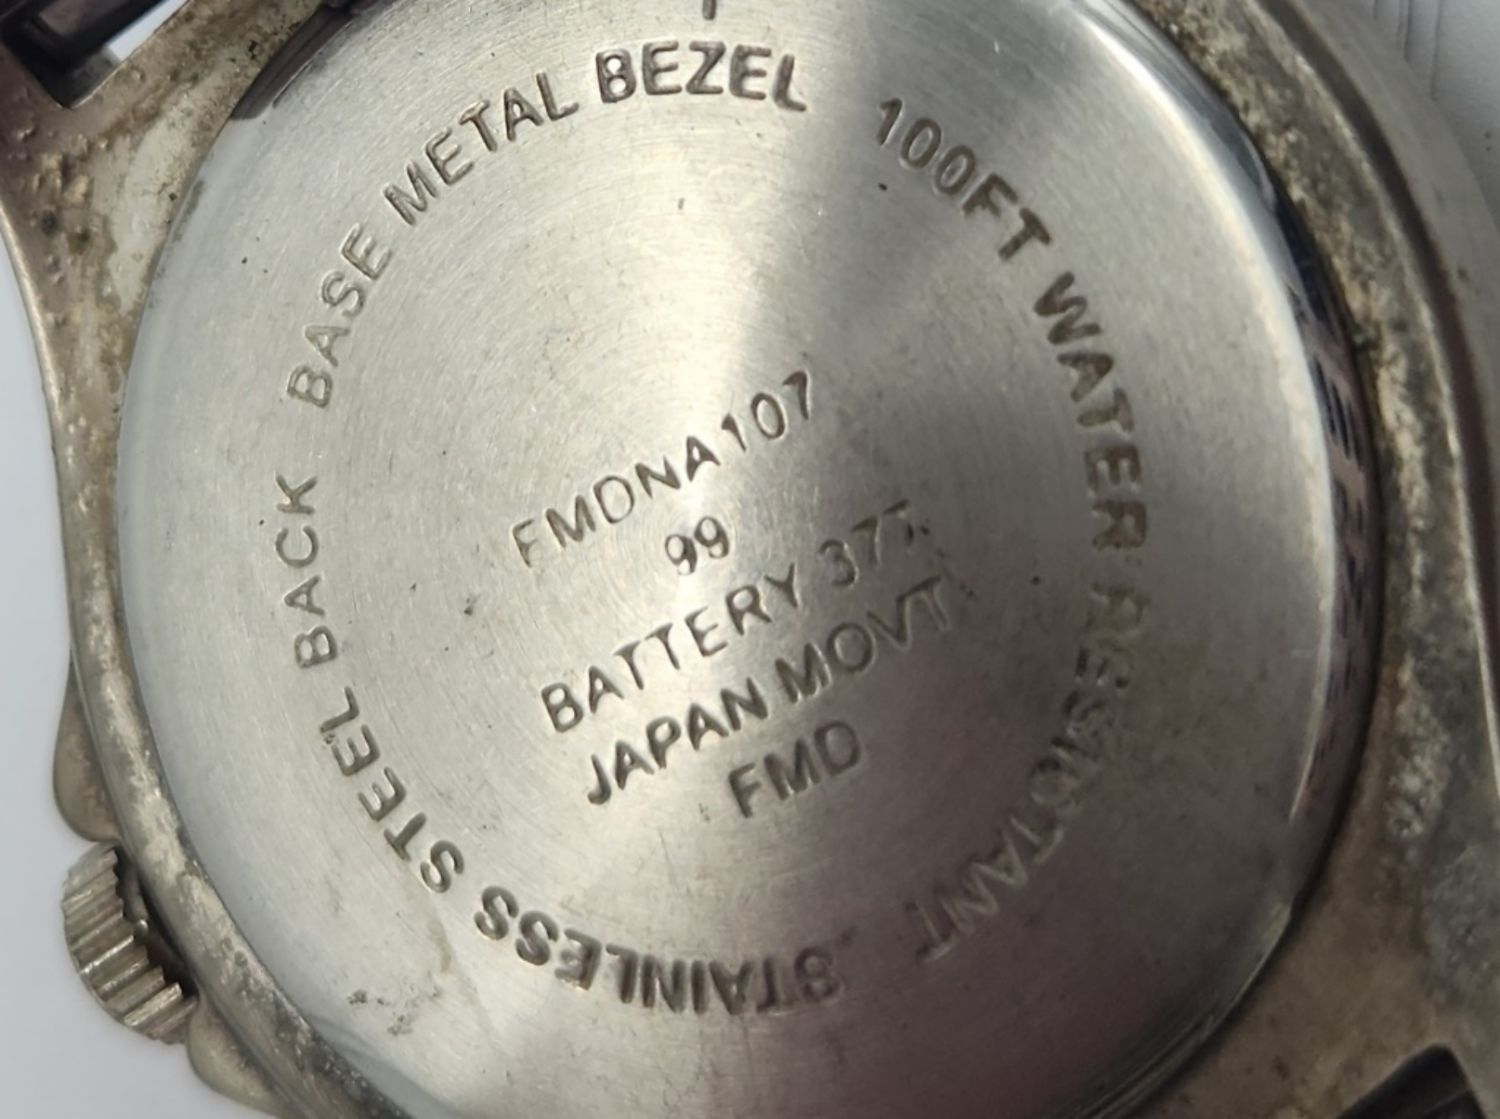 BASE METAL BEZEL
100FT WATER RESISTANT
STAINLESS STEEL BACK
FMDNA107
99
BATTERY 377
JAPAN MOVT
FMD